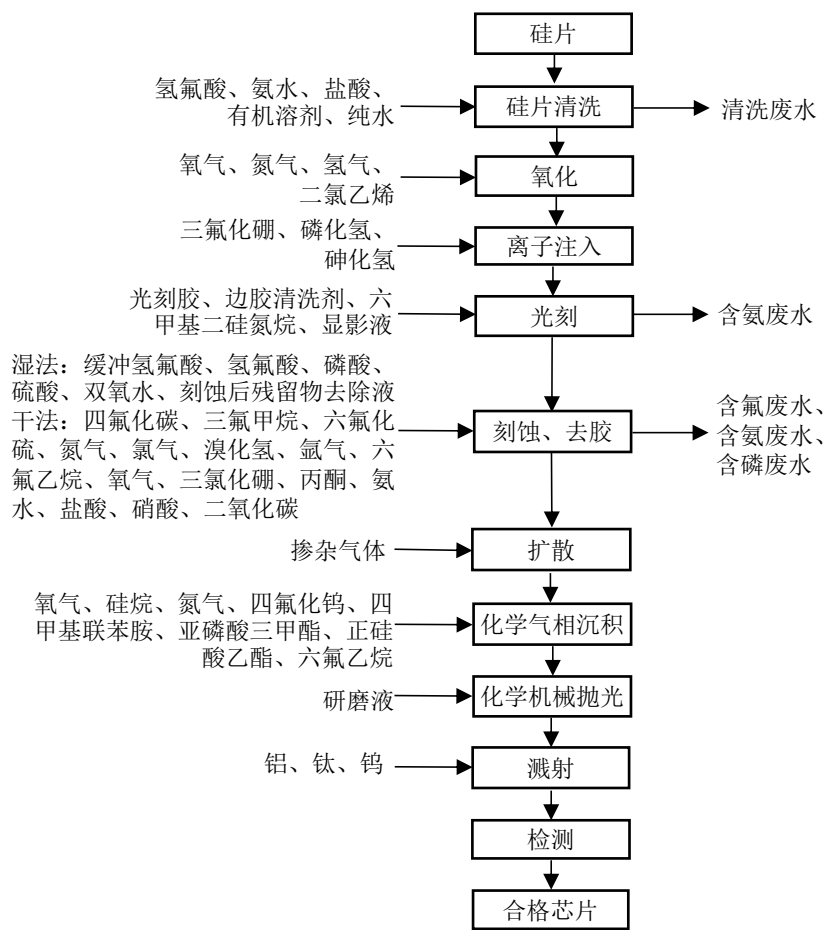 硅片
氢氟酸、氨水、盐酸、
有机溶剂、纯水
硅片清洗
清洗废水
氧气、氮气、氢气、
二氯乙烯
氧化
三氟化硼、磷化氢、
砷化氢
离子注入
光刻胶、边胶清洗剂、六
甲基二硅氮烷、显影液
光刻
含氨废水
湿法：缓冲氢氟酸、氢氟酸、磷酸、
硫酸、双氧水、刻蚀后残留物去除液
干法：四氟化碳、三氟甲烷、六氟化
硫、氮气、氯气、溴化氢、氩气、六
氟乙烷、氧气、三氯化硼、丙酮、氨
水、盐酸、硝酸、二氧化碳
刻蚀、去胶
含氟废水、
含氨废水、
含磷废水
掺杂气体
扩散
氧气、硅烷、氮气、四氟化钨、四
甲基联苯胺、亚磷酸三甲酯、正硅
酸乙酯、六氟乙烷
化学气相沉积
研磨液
化学机械抛光
铝、钛、钨
溅射
检测
合格芯片